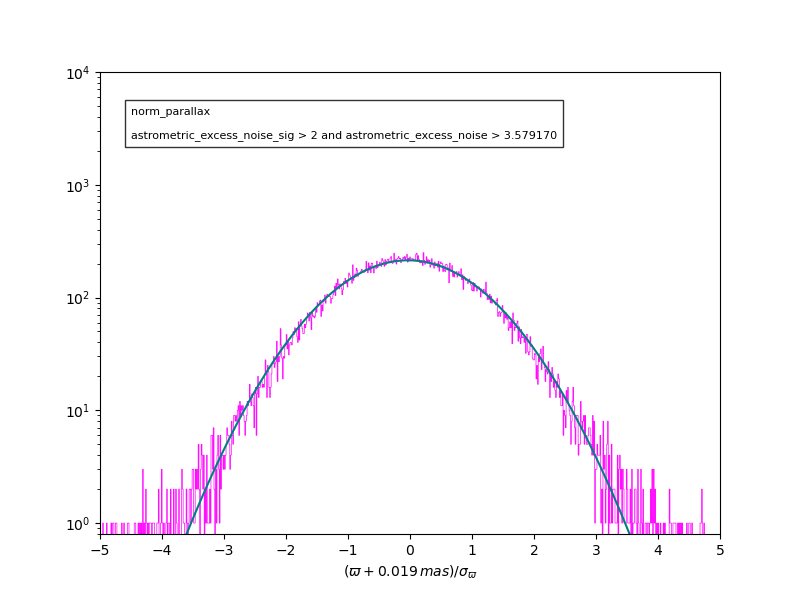 norm_parallax
astrometric_excess_noise_sig > 2 and astrometric_excess_noise > 3.579170
10⁴
10³
10²
10¹
10⁰
−5 −4 −3 −2 −1 0 1 2 3 4 5
(ϖ + 0.019 mas)/σ_ϖ